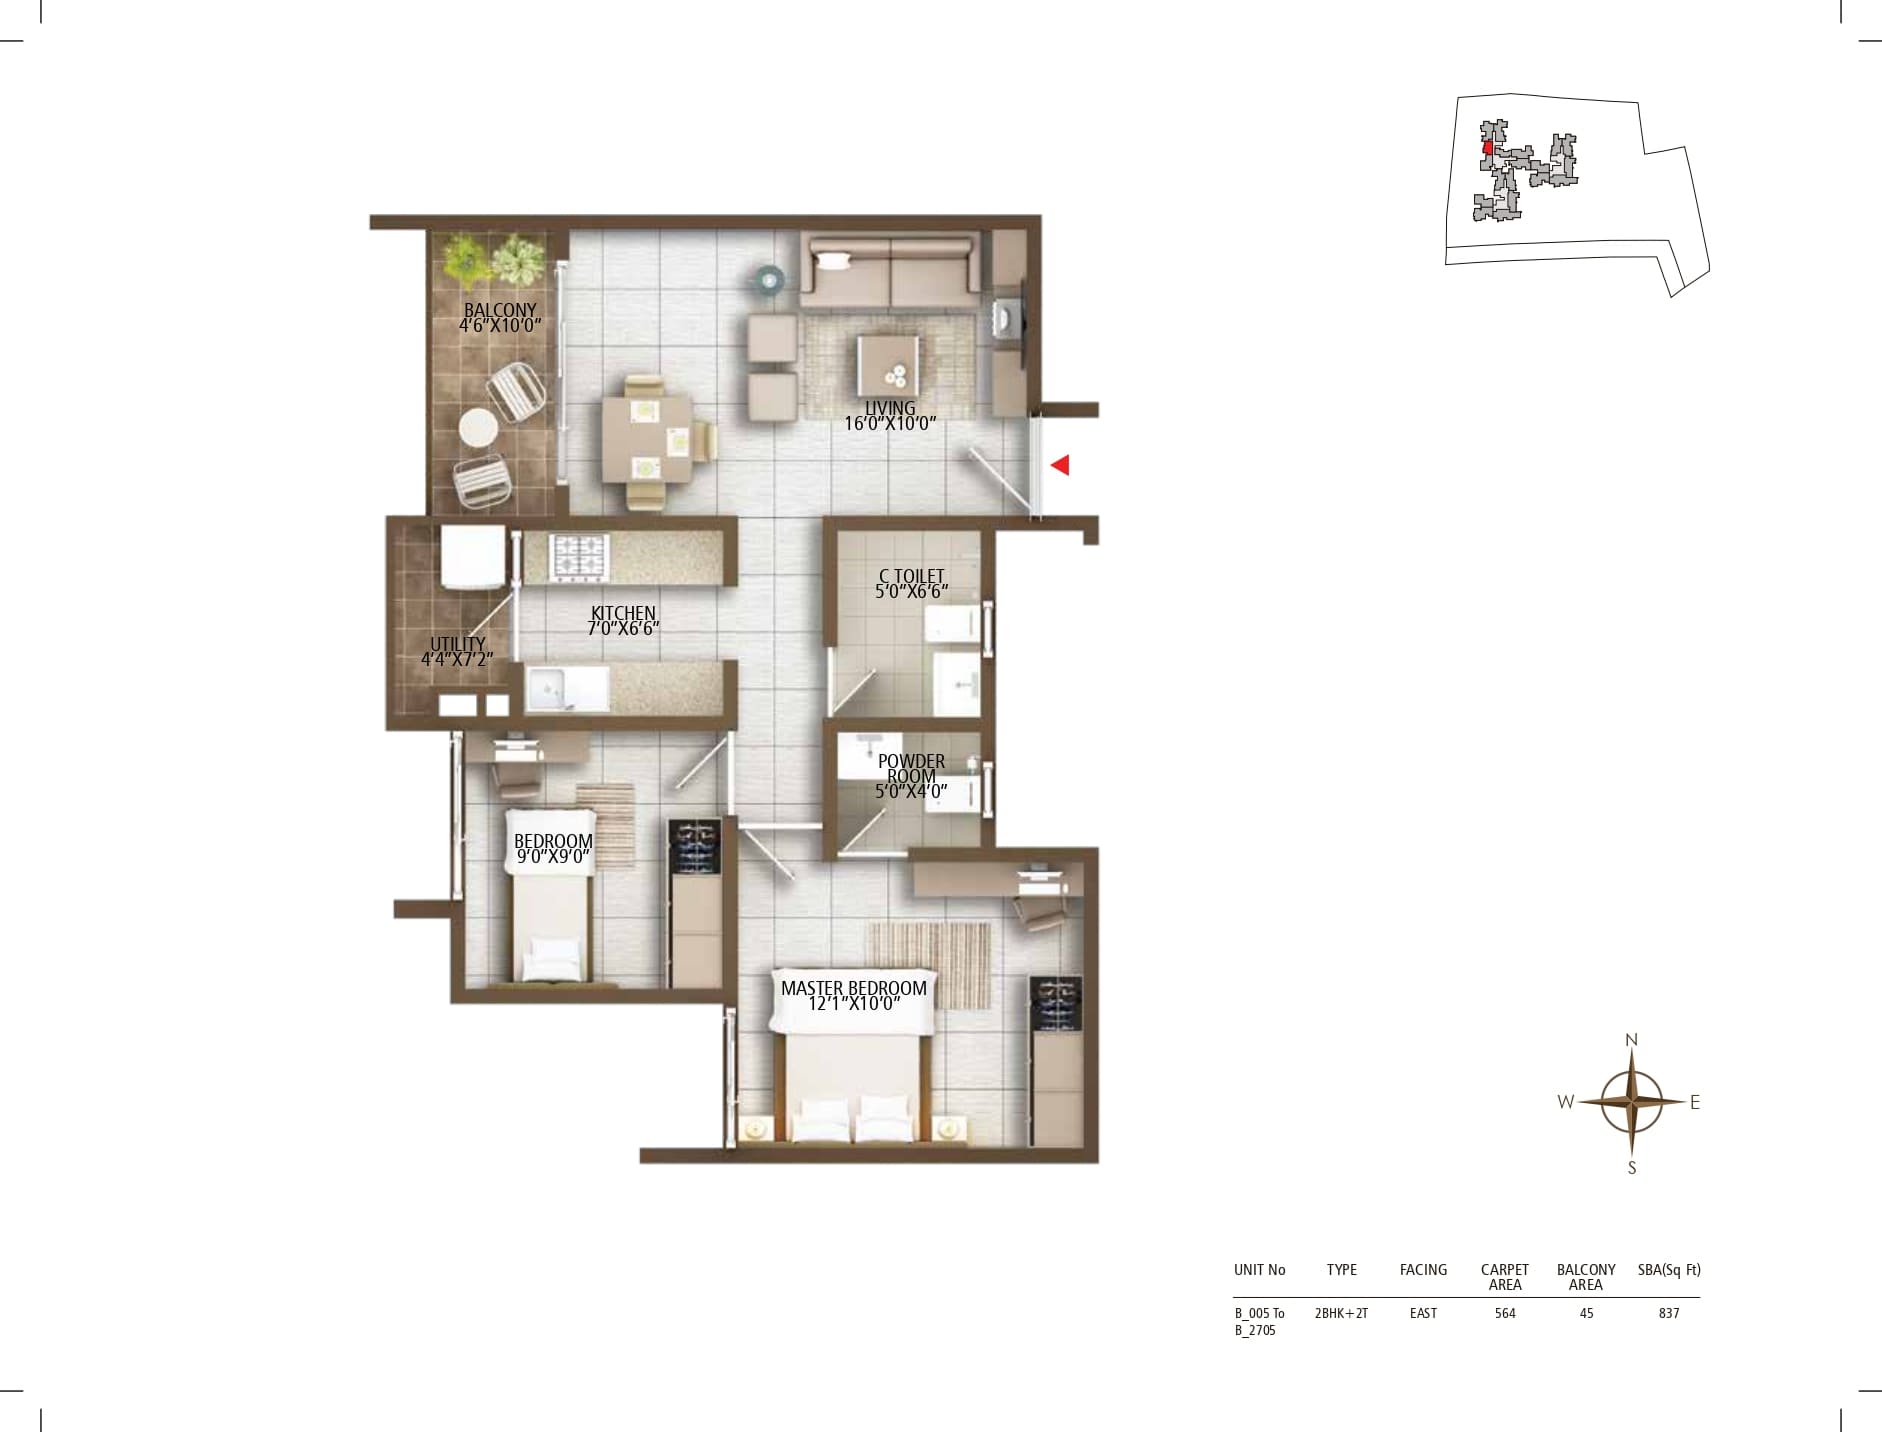 BALCONY
4'6"X10'0"
LIVING
16'0"X10'0"
C TOILET
5'0"X6'6"
KITCHEN
7'0"X6'6"
UTILITY
4'4"X7'2"
POWDER
ROOM
5'0"X4'0"
BEDROOM
9'0"X9'0"
MASTER BEDROOM
12'1"X10'0"
N
W E
S
UNIT No TYPE FACING CARPET AREA BALCONY AREA SBA(Sq Ft)
B_005 To B_2705 2BHK+2T EAST 564 45 837